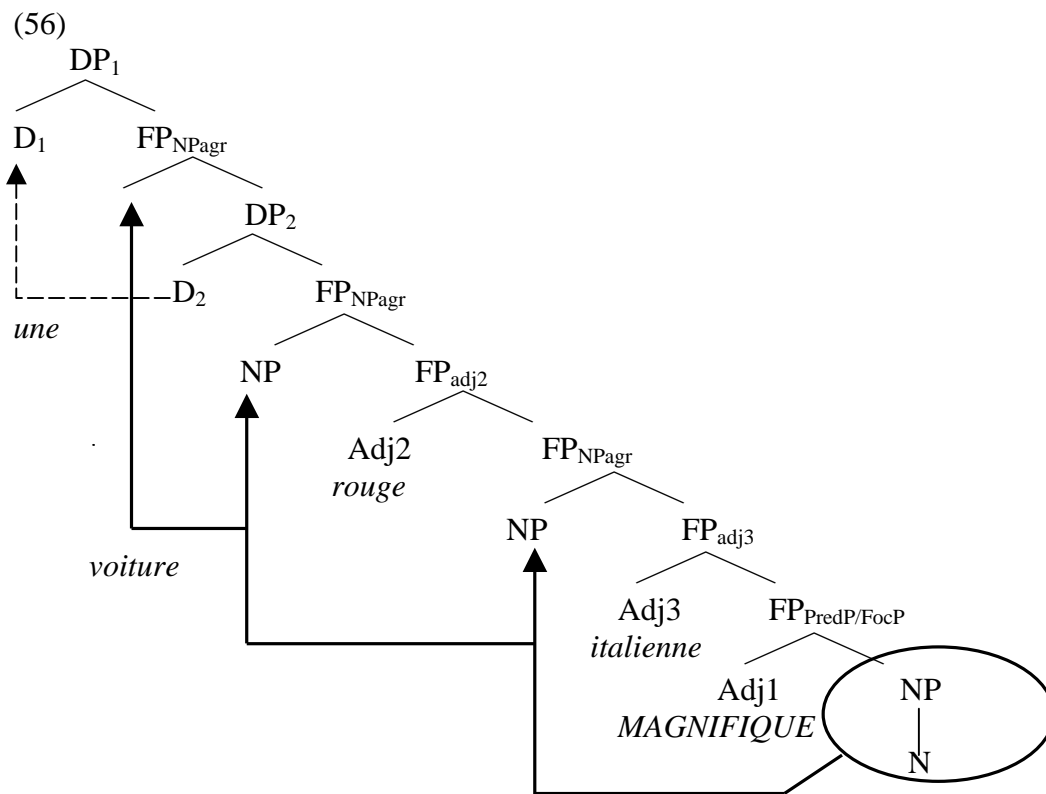 (56)
DP1
D1 FPNPagr
DP2
D2 FPNPagr
une
NP FPadj2
Adj2 FPNPagr
rouge
NP FPadj3
voiture
Adj3 FPPredP/FocP
italienne
Adj1 NP
MAGNIFIQUE
N